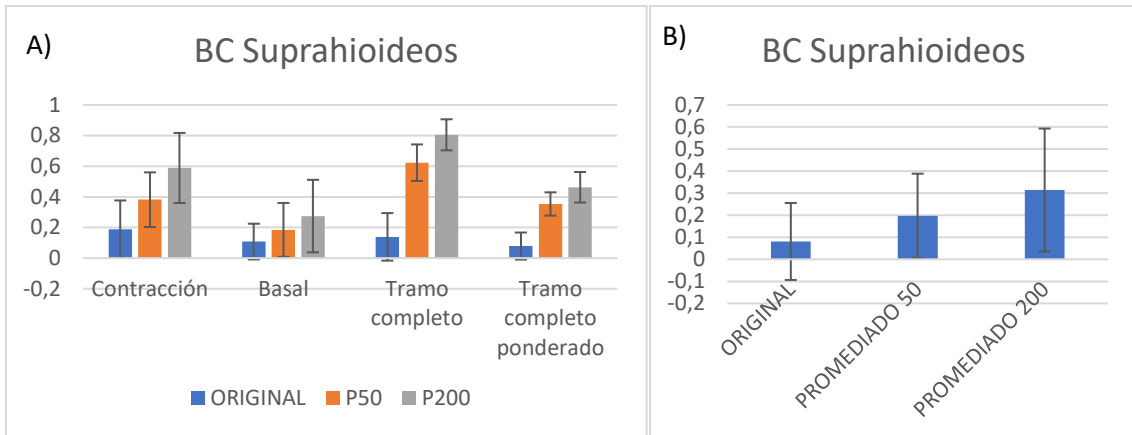 A)
BC Suprahioideos
1
0,8
0,6
0,4
0,2
0
-0,2
Contracción Basal Tramo completo Tramo completo ponderado
ORIGINAL P50 P200
B)
BC Suprahioideos
0,7
0,6
0,5
0,4
0,3
0,2
0,1
0
-0,1
-0,2
ORIGINAL
PROMEDIADO 50
PROMEDIADO 200